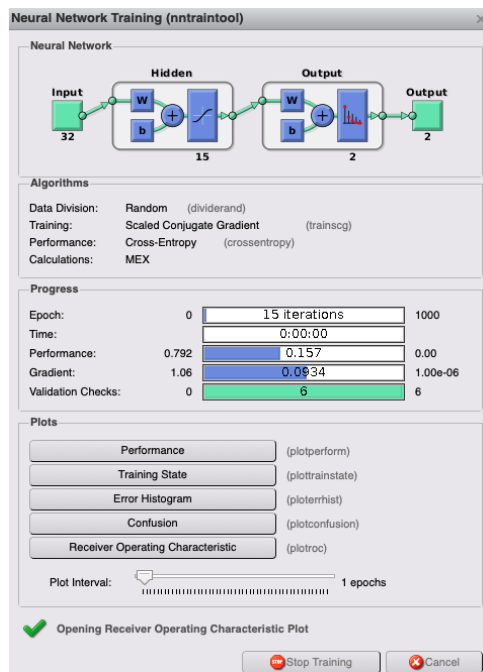 Neural Network Training (nntraintool)
Neural Network
Hidden Output
Input Output
W W
b b
32 15 2 2
Algorithms
Data Division: Random (dividerand)
Training: Scaled Conjugate Gradient (trainscg)
Performance: Cross-Entropy (crossentropy)
Calculations: MEX
Progress
Epoch: 0 15 iterations 1000
Time: 0:00:00
Performance: 0.792 0.157 0.00
Gradient: 1.06 0.0934 1.00e-06
Validation Checks: 0 6 6
Plots
Performance (plotperform)
Training State (plottrainstate)
Error Histogram (ploterrhist)
Confusion (plotconfusion)
Receiver Operating Characteristic (plotroc)
Plot Interval: 1 epochs
Opening Receiver Operating Characteristic Plot
Stop Training Cancel